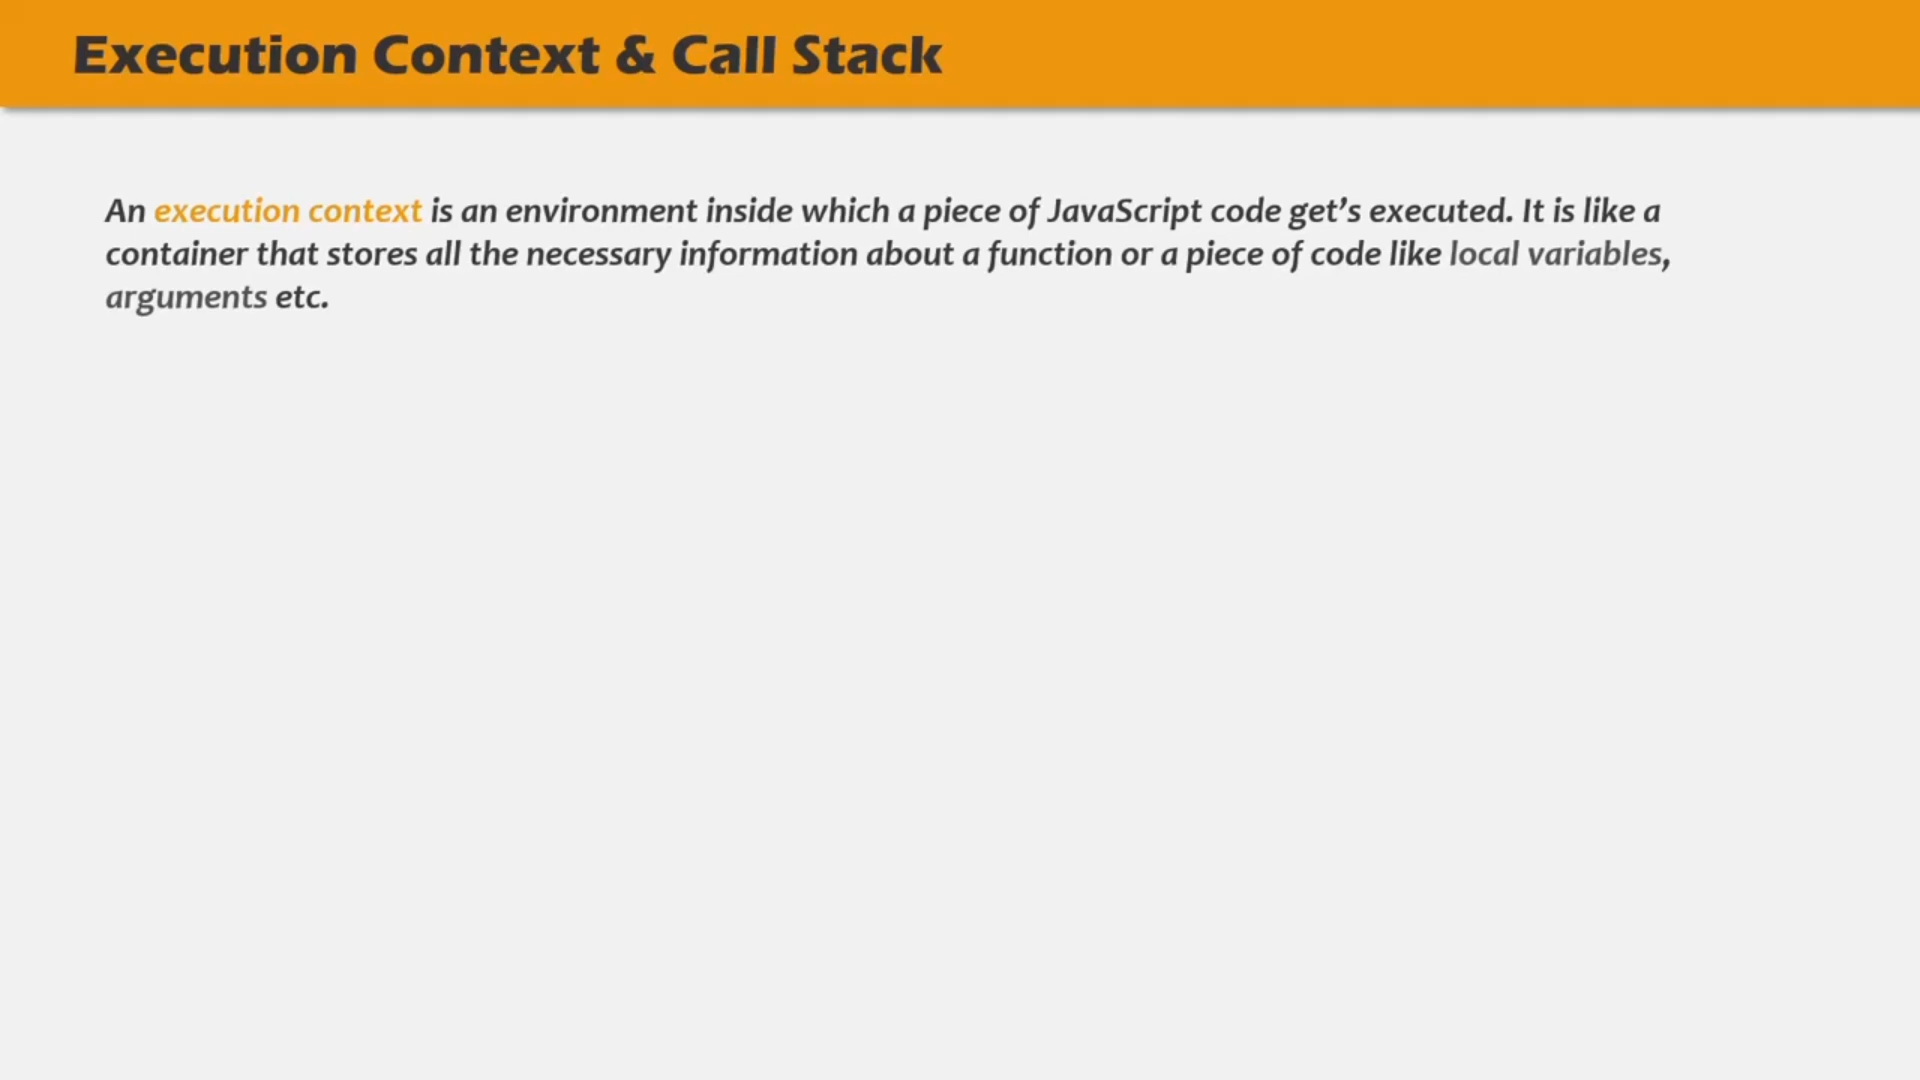 Execution Context & Call Stack
An execution context is an environment inside which a piece of JavaScript code get’s executed. It is like a
container that stores all the necessary information about a function or a piece of code like local variables,
arguments etc.